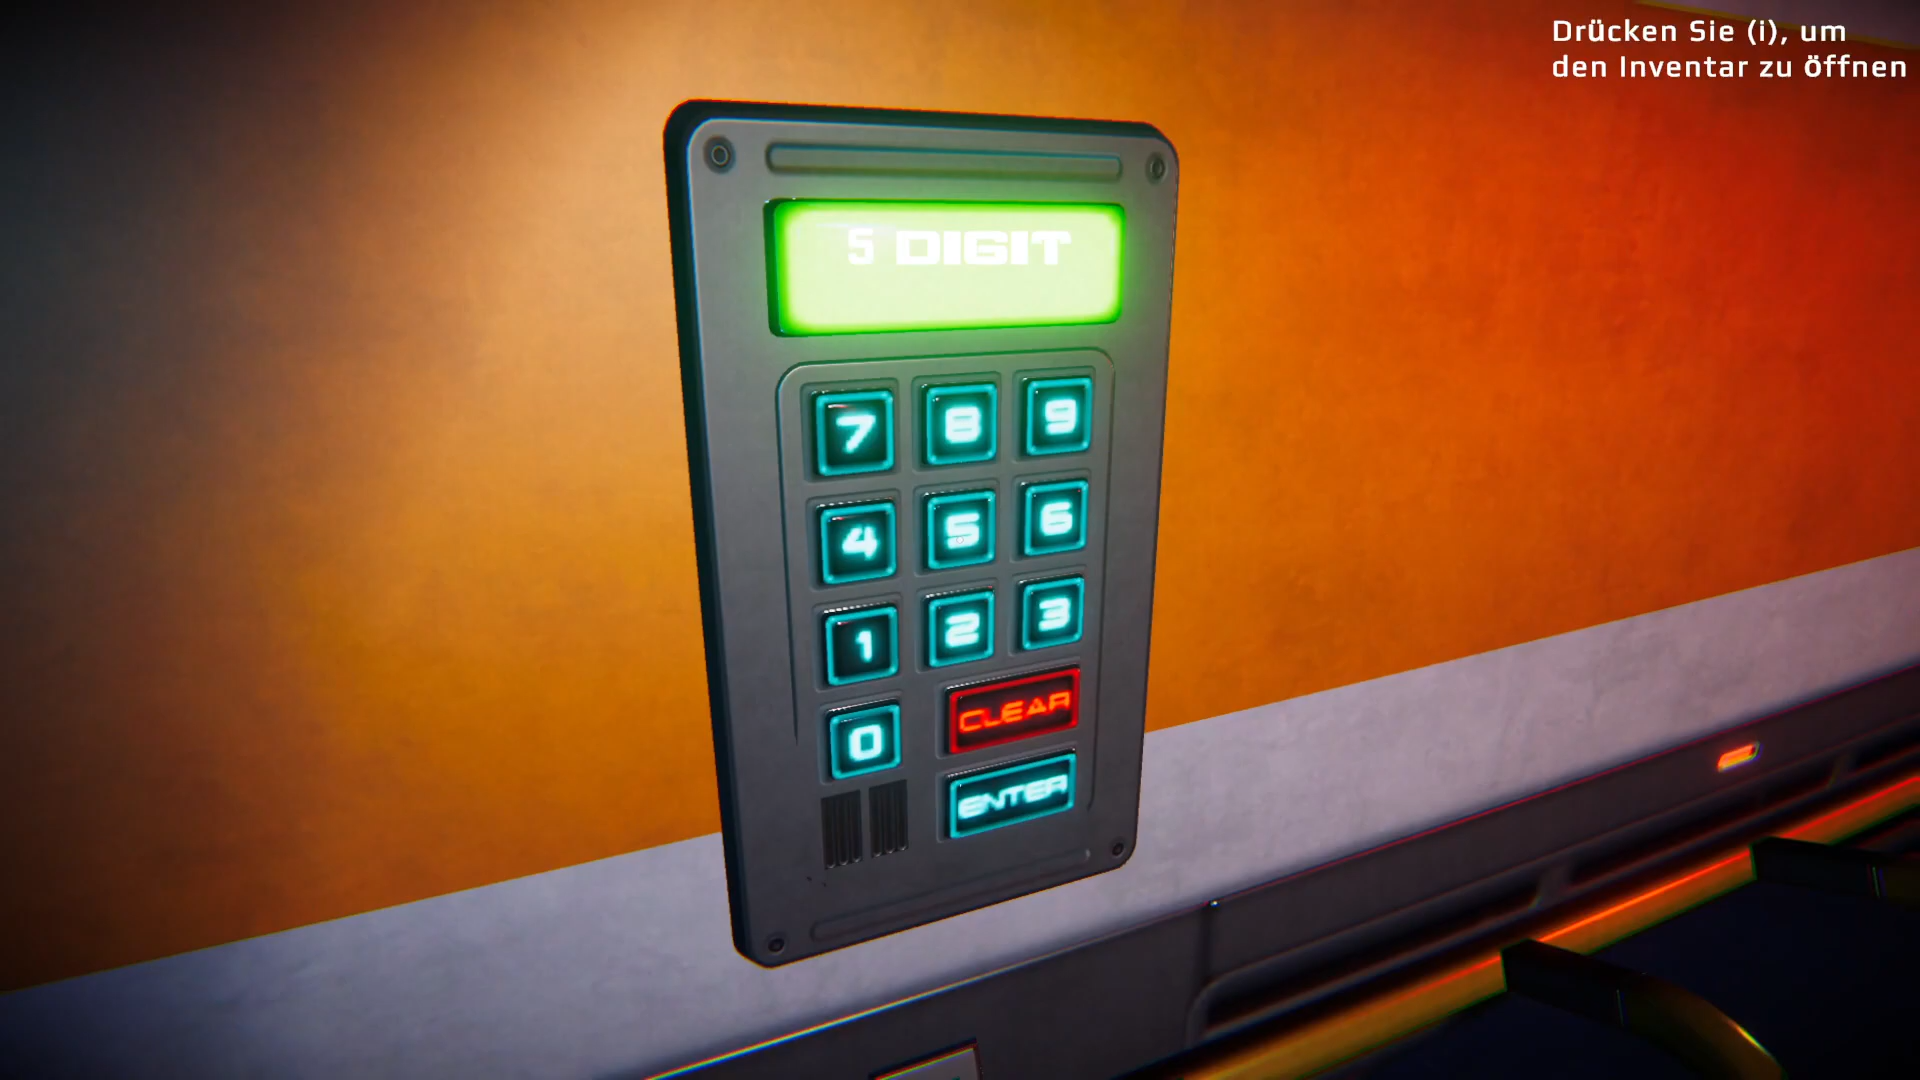 Drücken Sie (i), um
den Inventar zu öffnen
5 DIGIT
7 8 9
4 5 6
1 2 3
0 CLEAR
ENTER